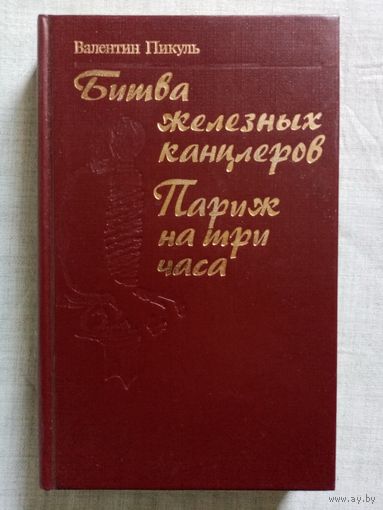 Валентин Пикуль
Битва
железных
канцлеров
Париж
на три
часа
www.ay.by